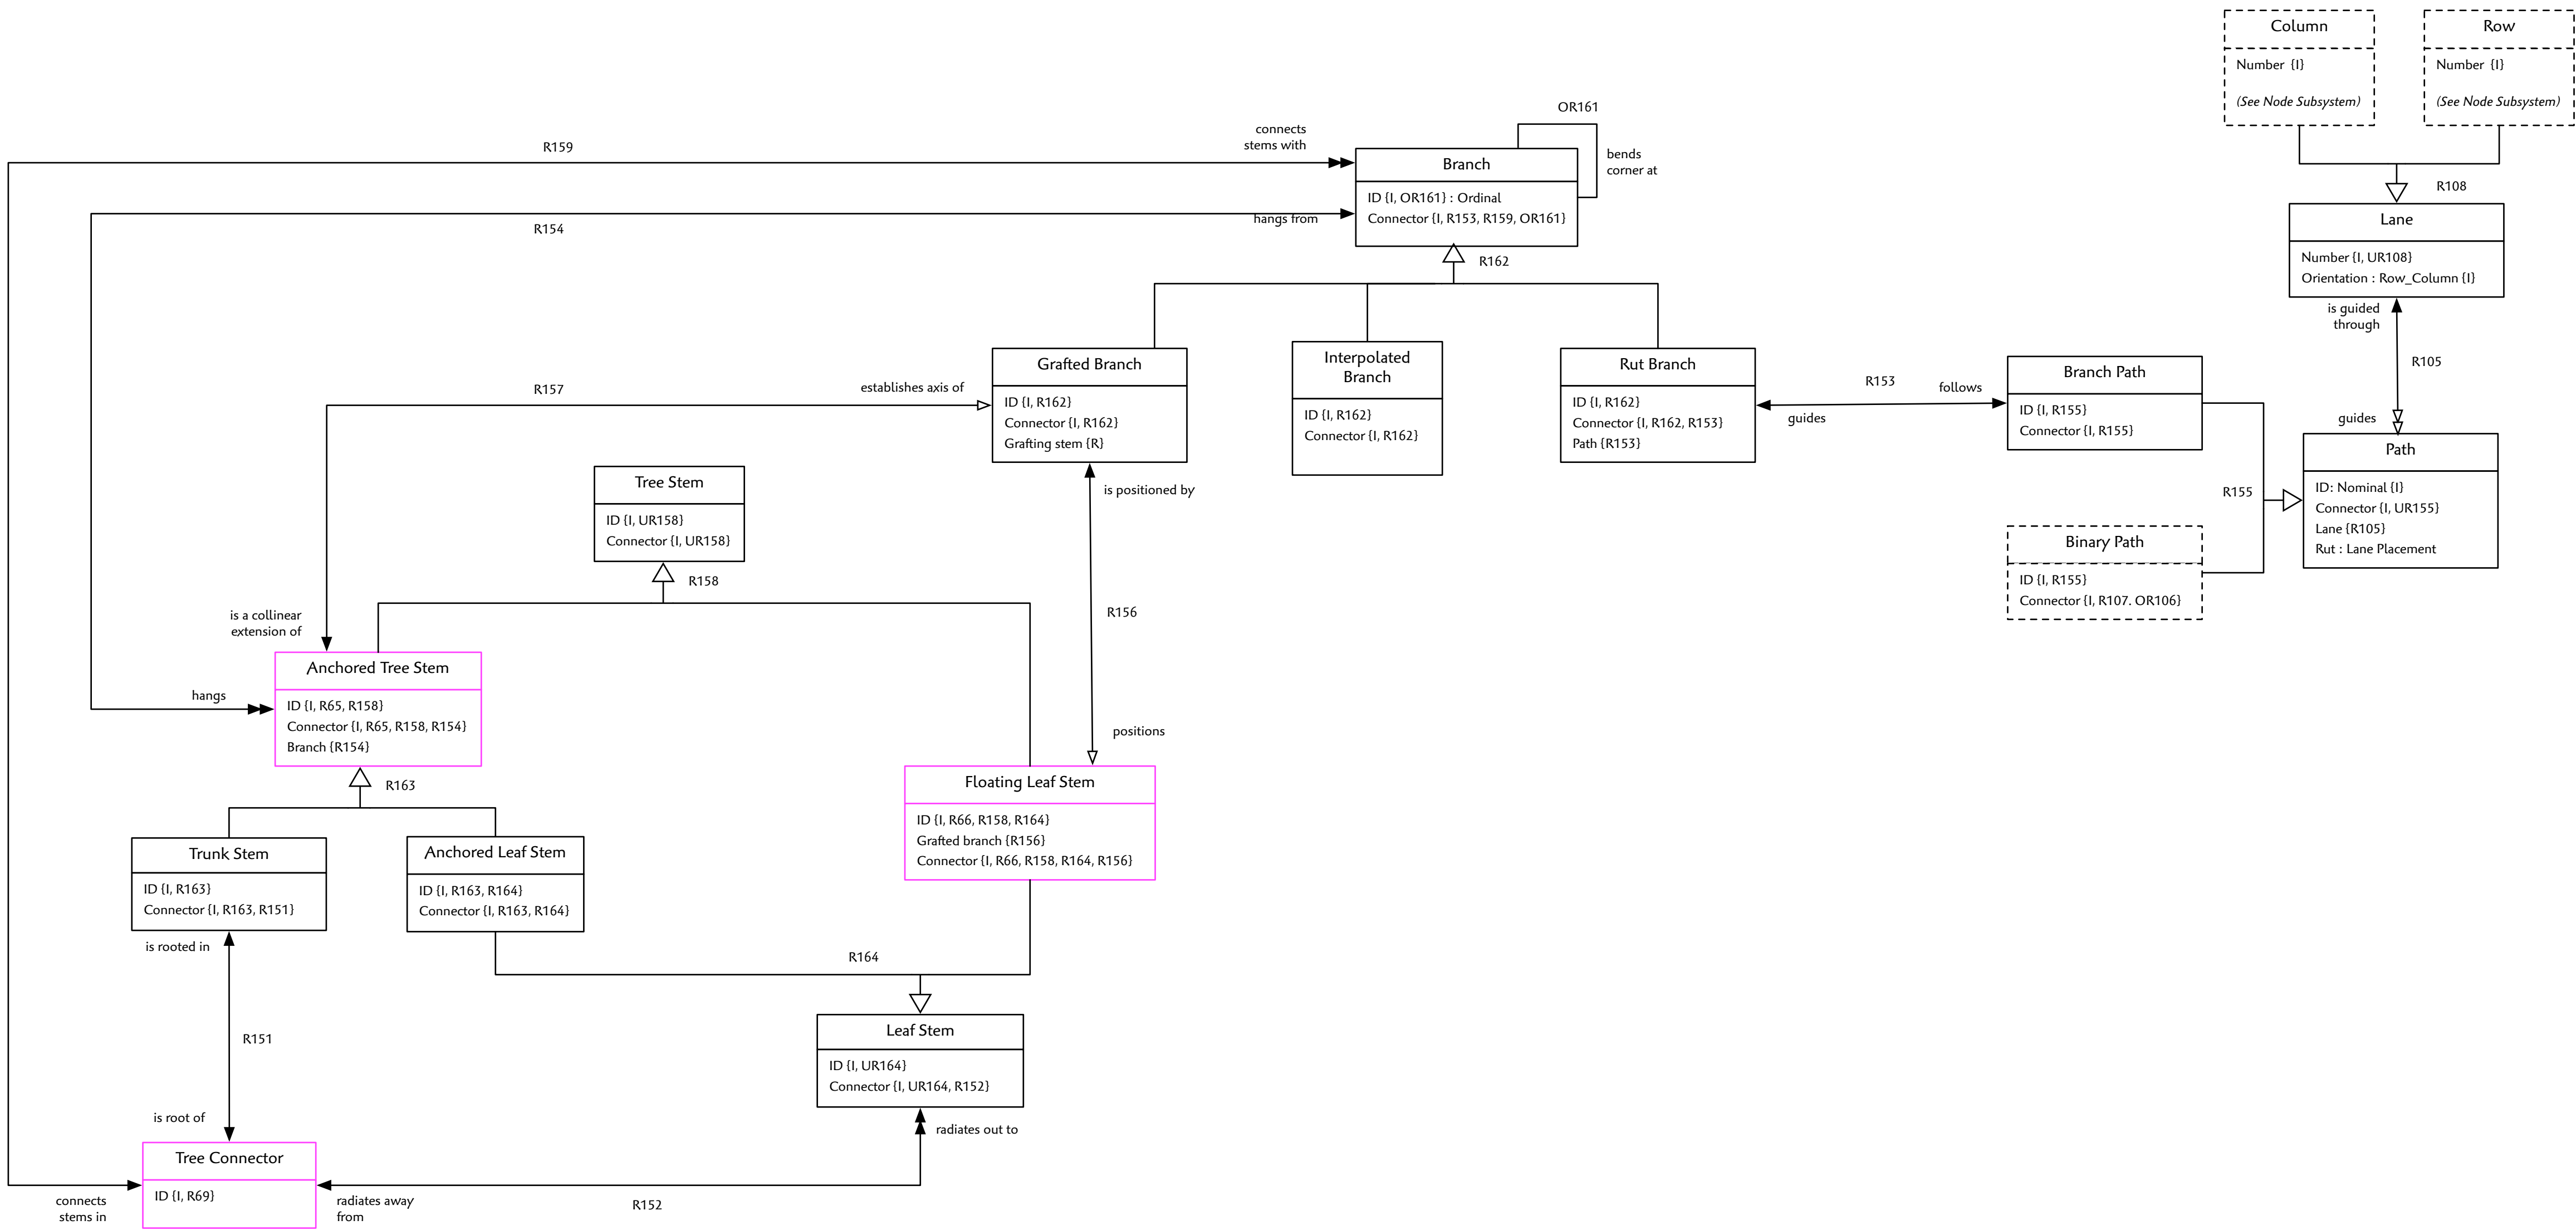 Column
Number {I}
(See Node Subsystem)
Row
Number {I}
(See Node Subsystem)
R108
Lane
Number {I, UR108}
Orientation : Row_Column {I}
is guided
through
R105
guides
Path
ID: Nominal {I}
Connector {I, UR155}
Lane {R105}
Rut : Lane Placement
R155
Branch Path
ID {I, R155}
Connector {I, R155}
Binary Path
ID {I, R155}
Connector {I, R107. OR106}
OR161
bends
corner at
R159
connects
stems with
Branch
ID {I, OR161} : Ordinal
Connector {I, R153, R159, OR161}
R154
hangs from
R162
Grafted Branch
ID {I, R162}
Connector {I, R162}
Grafting stem {R}
Interpolated
Branch
ID {I, R162}
Connector {I, R162}
Rut Branch
ID {I, R162}
Connector {I, R162, R153}
Path {R153}
R153
follows
guides
R157
establishes axis of
is positioned by
Tree Stem
ID {I, UR158}
Connector {I, UR158}
R158
R156
is a collinear
extension of
positions
Anchored Tree Stem
ID {I, R65, R158}
Connector {I, R65, R158, R154}
Branch {R154}
hangs
R163
Floating Leaf Stem
ID {I, R66, R158, R164}
Grafted branch {R156}
Connector {I, R66, R158, R164, R156}
Trunk Stem
ID {I, R163}
Connector {I, R163, R151}
Anchored Leaf Stem
ID {I, R163, R164}
Connector {I, R163, R164}
is rooted in
R164
R151
Leaf Stem
ID {I, UR164}
Connector {I, UR164, R152}
is root of
radiates out to
Tree Connector
ID {I, R69}
connects
stems in
radiates away
from
R152